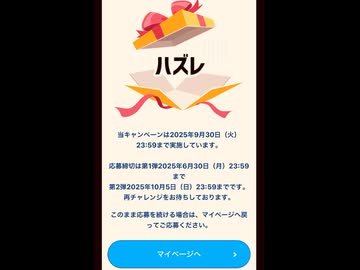 ハズレ
当キャンペーンは2025年9月30日（火）
23:59まで実施しています。
応募締切は第1弾2025年6月30日（月）23:59
まで
第2弾2025年10月5日（日）23:59までです。
再チャレンジをお待ちしております。
このまま応募を続ける場合は、マイページへ戻
ってご応募ください。
マイページへ